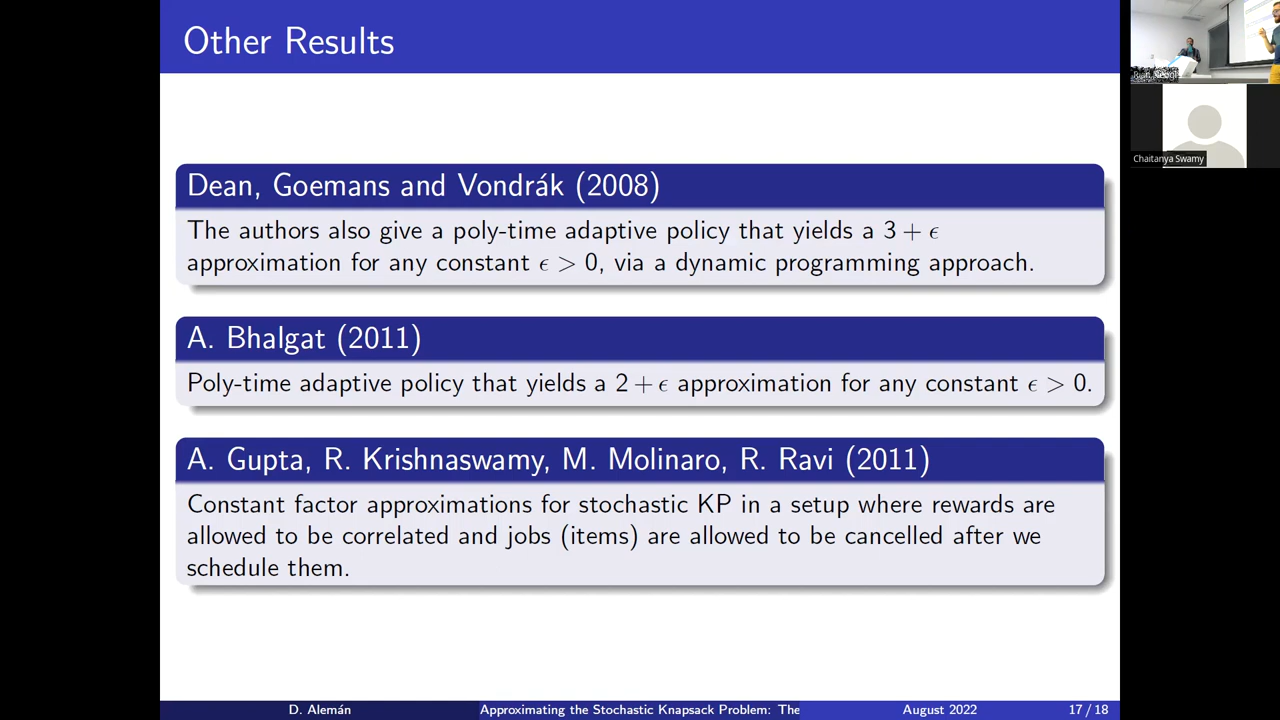 Other Results
Dean, Goemans and Vondrák (2008)
The authors also give a poly-time adaptive policy that yields a 3 + ϵ
approximation for any constant ϵ > 0, via a dynamic programming approach.
A. Bhalgat (2011)
Poly-time adaptive policy that yields a 2 + ϵ approximation for any constant ϵ > 0.
A. Gupta, R. Krishnaswamy, M. Molinaro, R. Ravi (2011)
Constant factor approximations for stochastic KP in a setup where rewards are
allowed to be correlated and jobs (items) are allowed to be cancelled after we
schedule them.
D. Alemán
Approximating the Stochastic Knapsack Problem: The
August 2022
17 / 18
Chaitanya Swamy